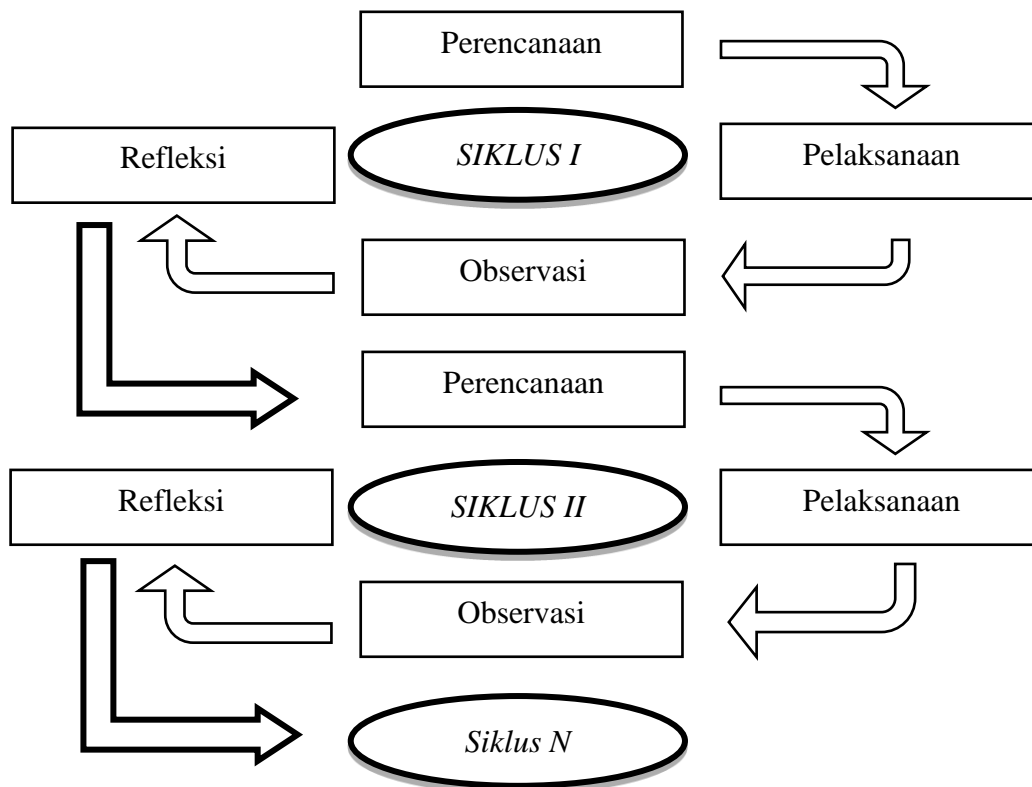 Perencanaan
Refleksi
SIKLUS I
Pelaksanaan
Observasi
Perencanaan
Refleksi
SIKLUS II
Pelaksanaan
Observasi
Siklus N